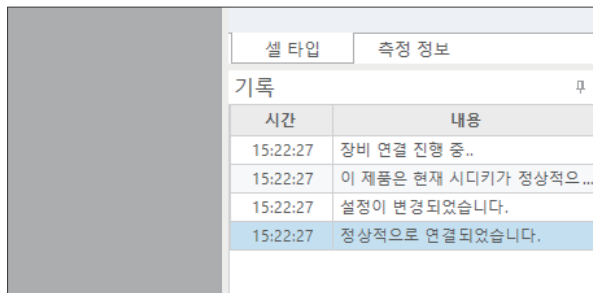 셀 타입 측정 정보
기록
시간 내용
15:22:27 장비 연결 진행 중..
15:22:27 이 제품은 현재 시디키가 정상적으...
15:22:27 설정이 변경되었습니다.
15:22:27 정상적으로 연결되었습니다.